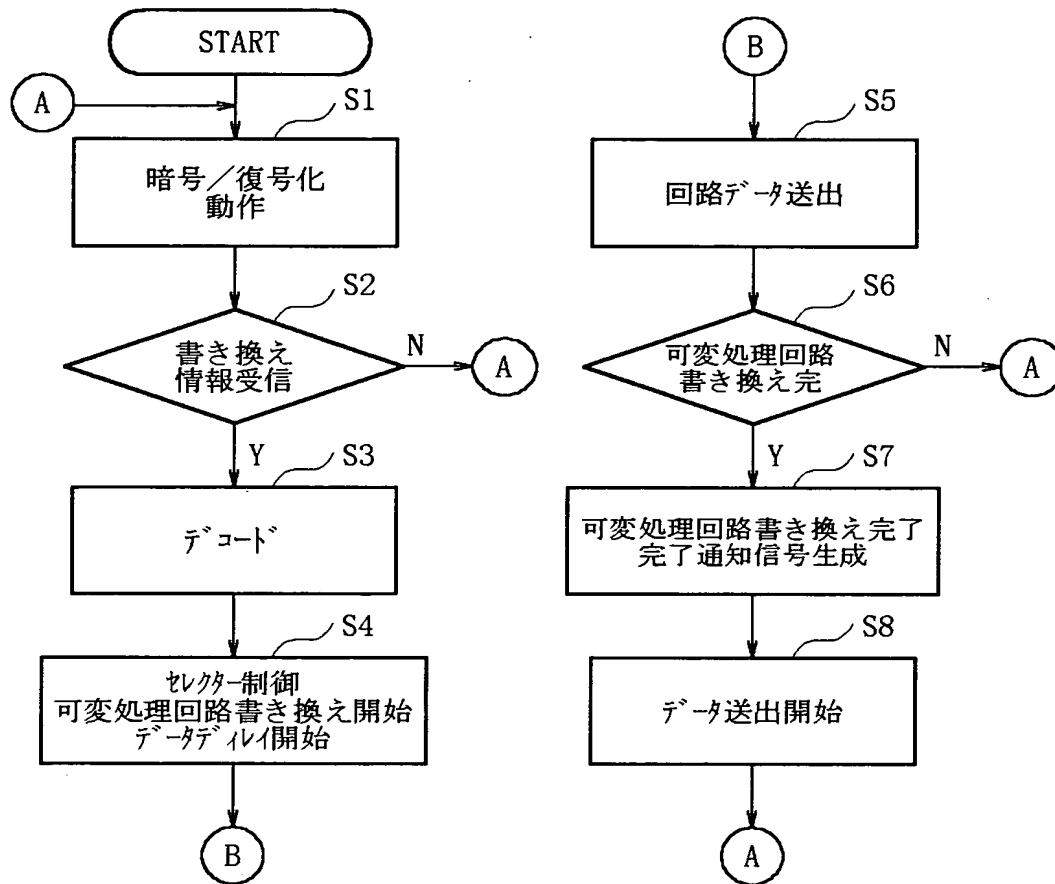 START
A
S1
暗号／復号化
動作
S2
書き換え
情報受信
N
A
Y
S3
ﾃﾞｺｰﾄﾞ
S4
ｾﾚｸﾀｰ制御
可変処理回路書き換え開始
ﾃﾞｰﾀﾃﾞｨﾚｲ開始
B
B
S5
回路ﾃﾞｰﾀ送出
S6
可変処理回路
書き換え完
N
A
Y
S7
可変処理回路書き換え完了
完了通知信号生成
S8
ﾃﾞｰﾀ送出開始
A